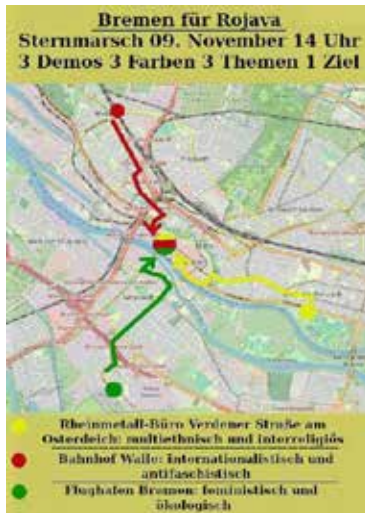 Bremen für Rojava
Sternmarsch 09. November 14 Uhr
3 Demos 3 Farben 3 Themen 1 Ziel
Rheinmetall-Büro Verdener Straße am
Osterdeich: multiethnisch und interreligiös
Bahnhof Walle: internationalistisch und
antifaschistisch
Flughafen Bremen: feministisch und
ökologisch